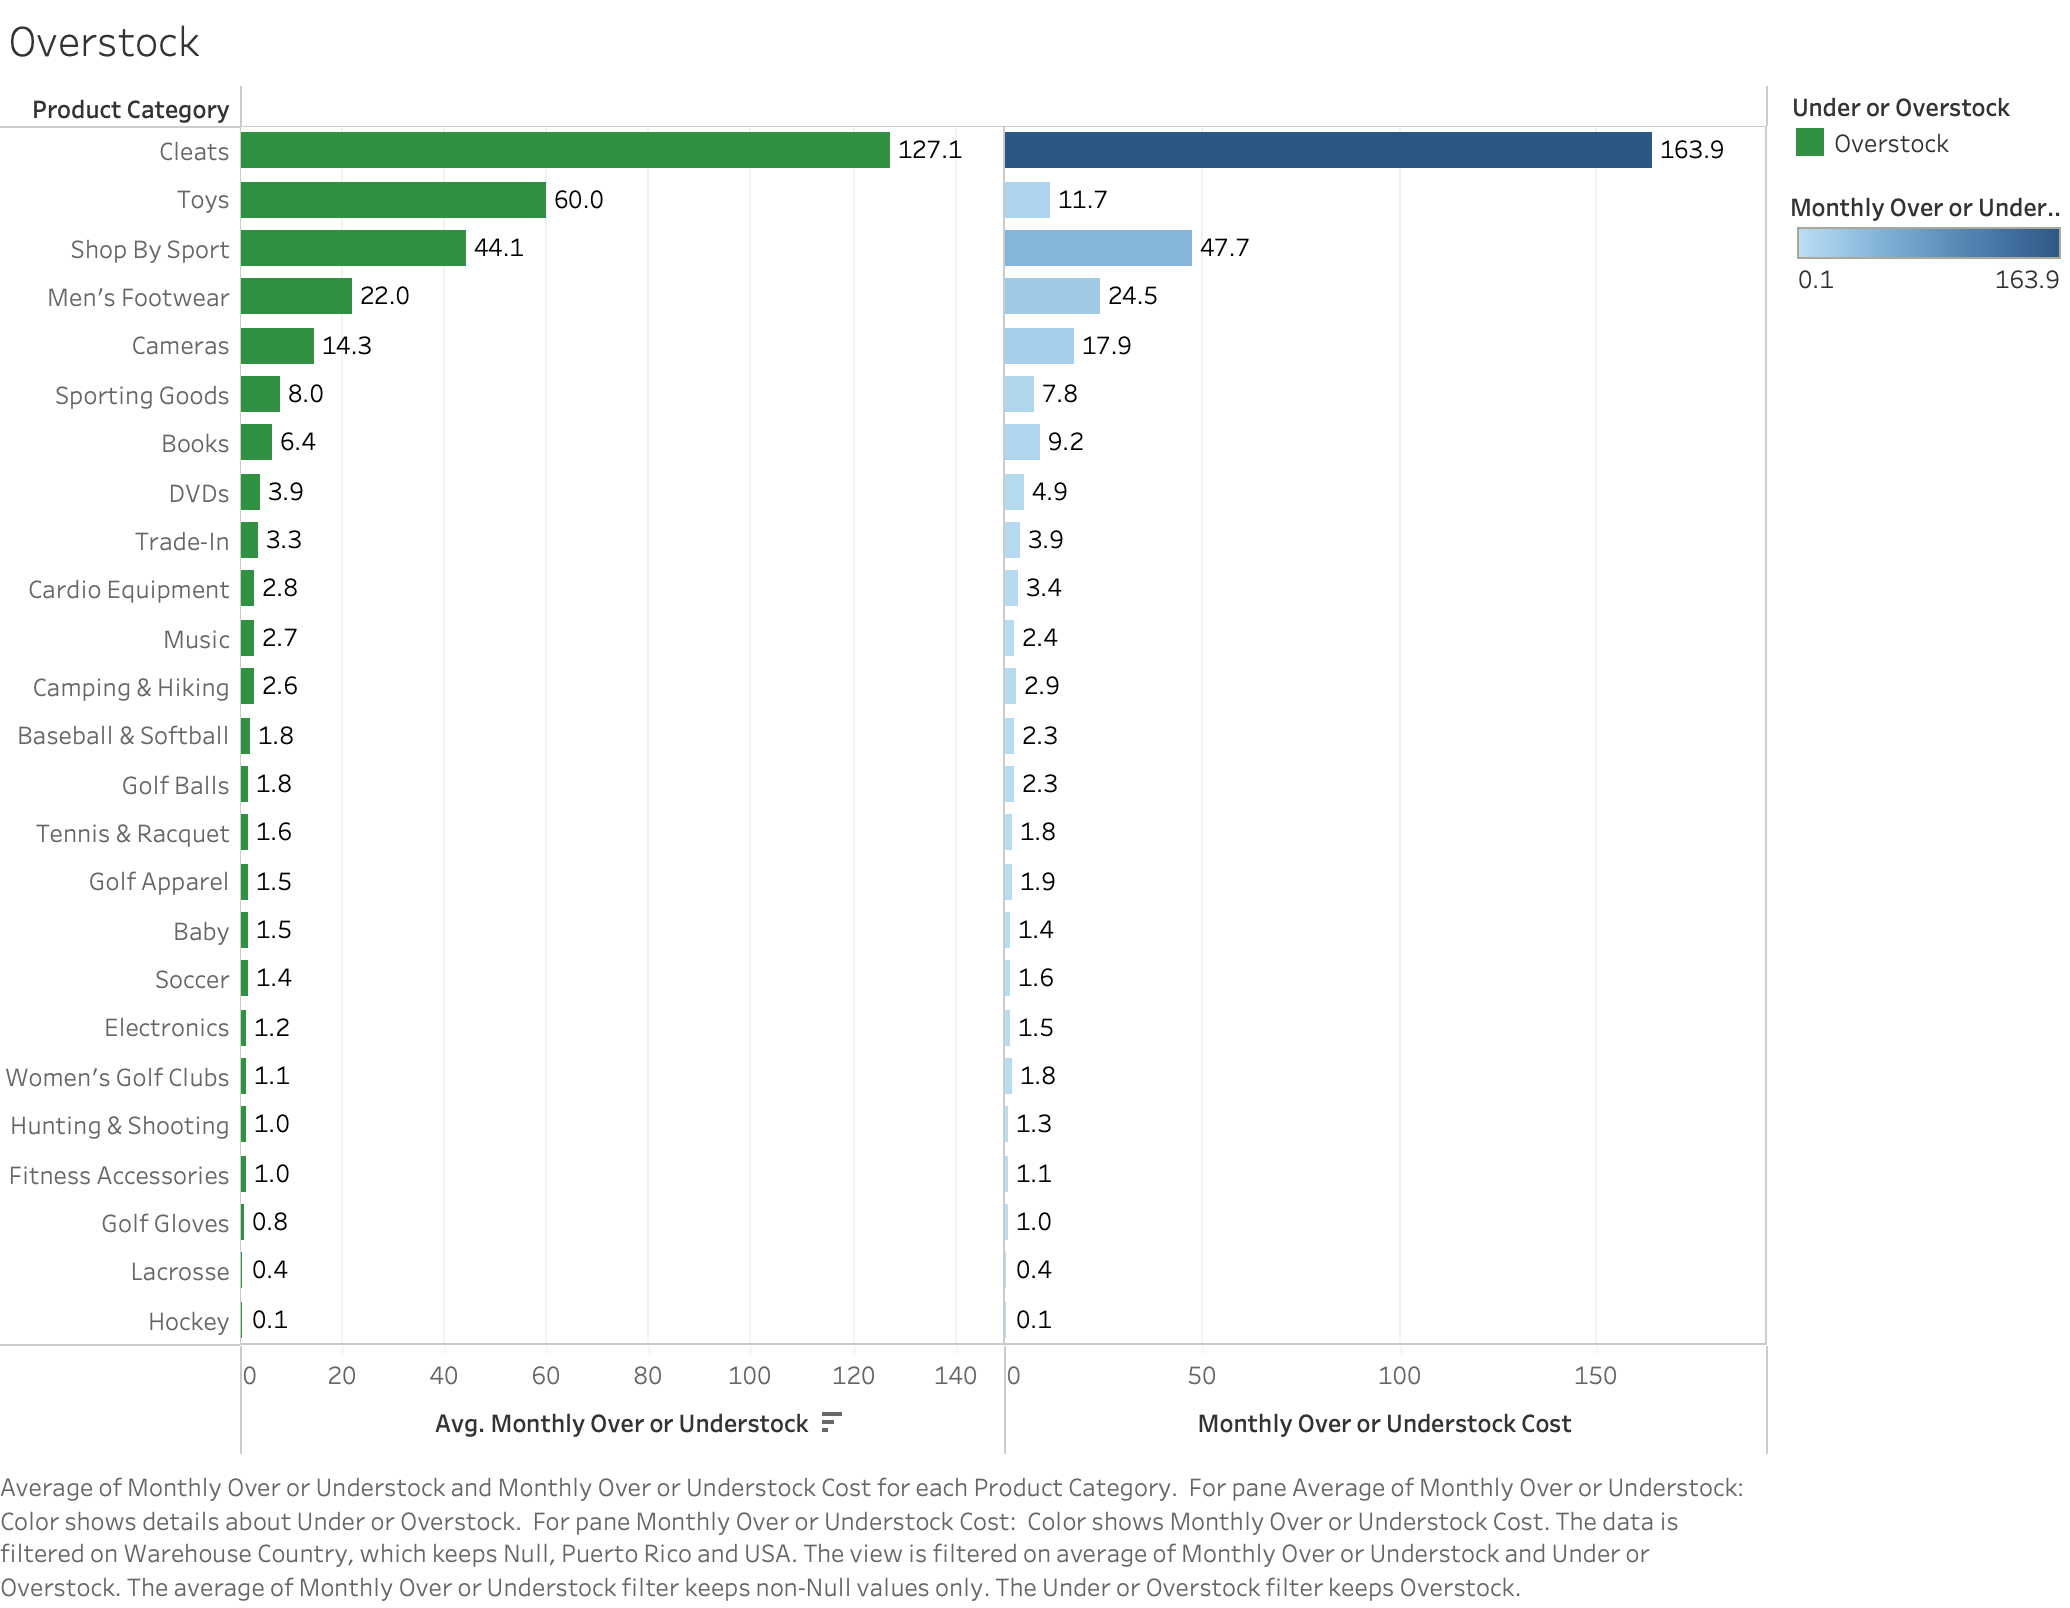 Overstock
Product Category
Under or Overstock
Overstock
Monthly Over or Under..
0.1 163.9
Cleats 127.1 163.9
Toys 60.0 11.7
Shop By Sport 44.1 47.7
Men's Footwear 22.0 24.5
Cameras 14.3 17.9
Sporting Goods 8.0 7.8
Books 6.4 9.2
DVDs 3.9 4.9
Trade-In 3.3 3.9
Cardio Equipment 2.8 3.4
Music 2.7 2.4
Camping & Hiking 2.6 2.9
Baseball & Softball 1.8 2.3
Golf Balls 1.8 2.3
Tennis & Racquet 1.6 1.8
Golf Apparel 1.5 1.9
Baby 1.5 1.4
Soccer 1.4 1.6
Electronics 1.2 1.5
Women's Golf Clubs 1.1 1.8
Hunting & Shooting 1.0 1.3
Fitness Accessories 1.0 1.1
Golf Gloves 0.8 1.0
Lacrosse 0.4 0.4
Hockey 0.1 0.1
0 20 40 60 80 100 120 140 0 50 100 150
Avg. Monthly Over or Understock Monthly Over or Understock Cost
Average of Monthly Over or Understock and Monthly Over or Understock Cost for each Product Category. For pane Average of Monthly Over or Understock:
Color shows details about Under or Overstock. For pane Monthly Over or Understock Cost: Color shows Monthly Over or Understock Cost. The data is
filtered on Warehouse Country, which keeps Null, Puerto Rico and USA. The view is filtered on average of Monthly Over or Understock and Under or
Overstock. The average of Monthly Over or Understock filter keeps non-Null values only. The Under or Overstock filter keeps Overstock.